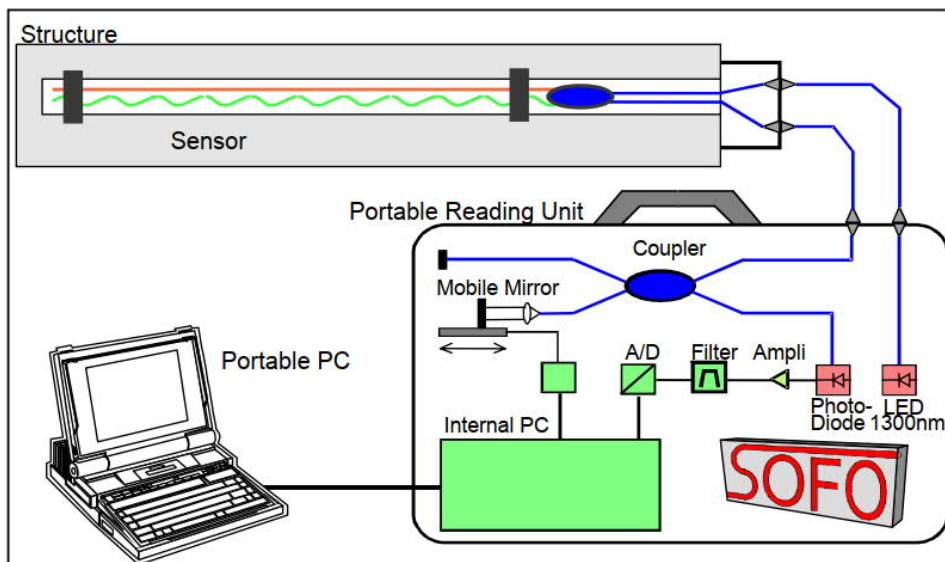 Structure
Sensor
Portable Reading Unit
Coupler
Mobile Mirror
Portable PC
A/D
Filter
Ampli
Internal PC
Photo-
Diode
LED
1300nm
SOFO